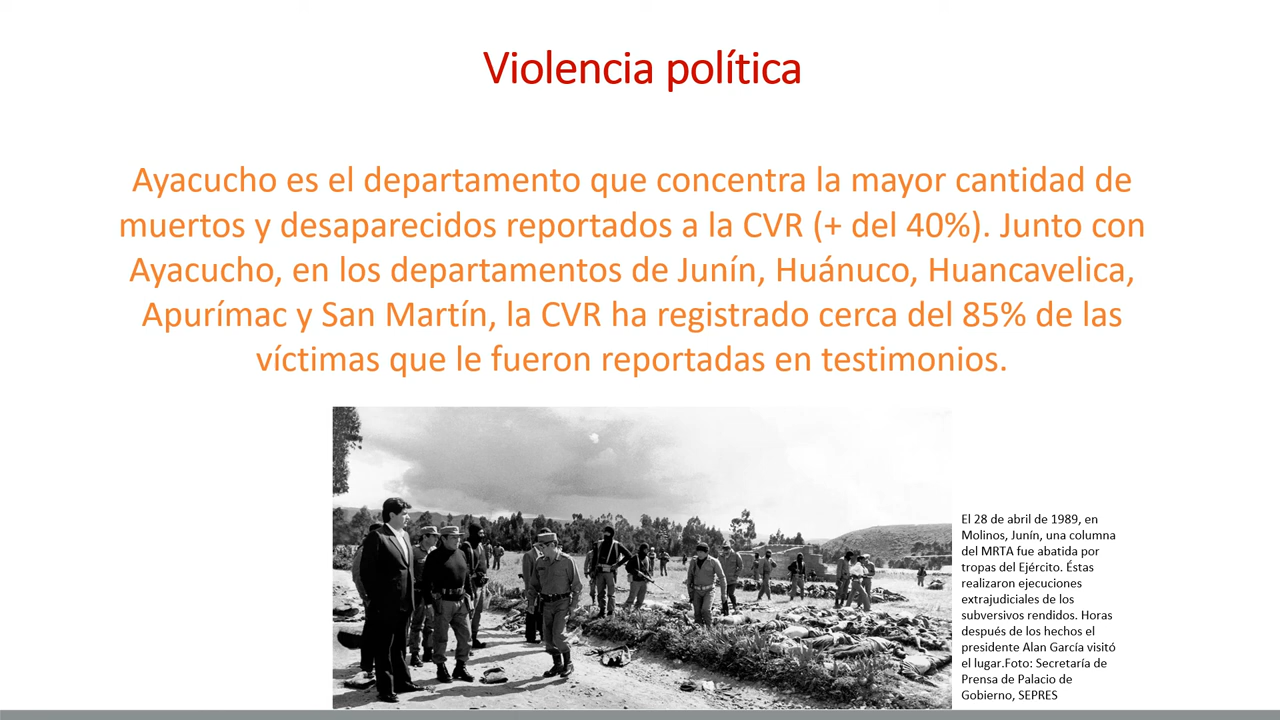 Violencia política
Ayacucho es el departamento que concentra la mayor cantidad de
muertos y desaparecidos reportados a la CVR (+ del 40%). Junto con
Ayacucho, en los departamentos de Junín, Huánuco, Huancavelica,
Apurímac y San Martín, la CVR ha registrado cerca del 85% de las
víctimas que le fueron reportadas en testimonios.
El 28 de abril de 1989, en
Molinos, Junín, una columna
del MRTA fue abatida por
tropas del Ejército. Éstas
realizaron ejecuciones
extrajudiciales de los
subversivos rendidos. Horas
después de los hechos el
presidente Alan García visitó
el lugar.Foto: Secretaría de
Prensa de Palacio de
Gobierno, SEPRES